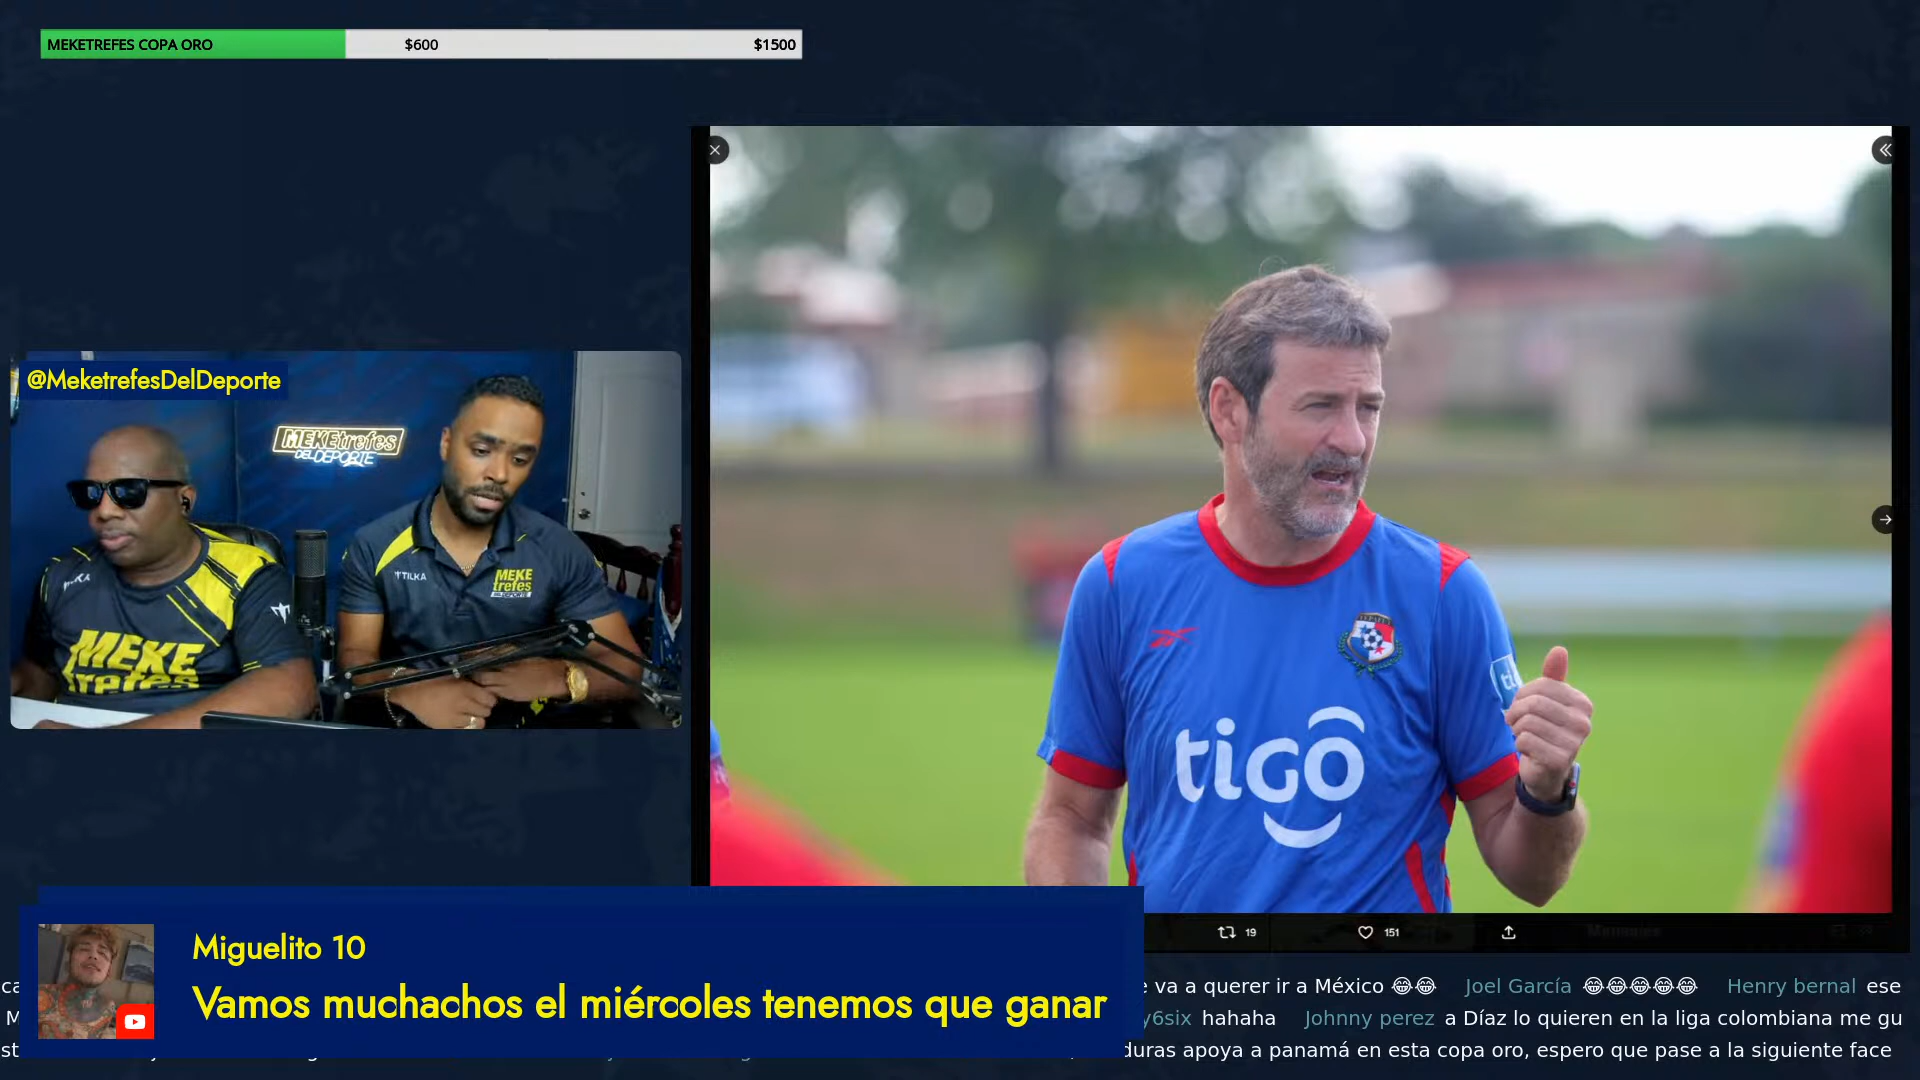 MEKETREFES COPA ORO $600 $1500
@MeketrefesDelDeporte
MEKEtrefes
DEL DEPORTE
TILKA
MEKE
trefes
DEL DEPORTE
MEKE
trefes
tigo
19 151
Miguelito 10
Vamos muchachos el miércoles tenemos que ganar
va a querer ir a México 😂😂 Joel García 😂😂😂😂😂 Henry bernal ese
hahaha Johnny perez a Díaz lo quieren en la liga colombiana me gu
apoya a panamá en esta copa oro, espero que pase a la siguiente face